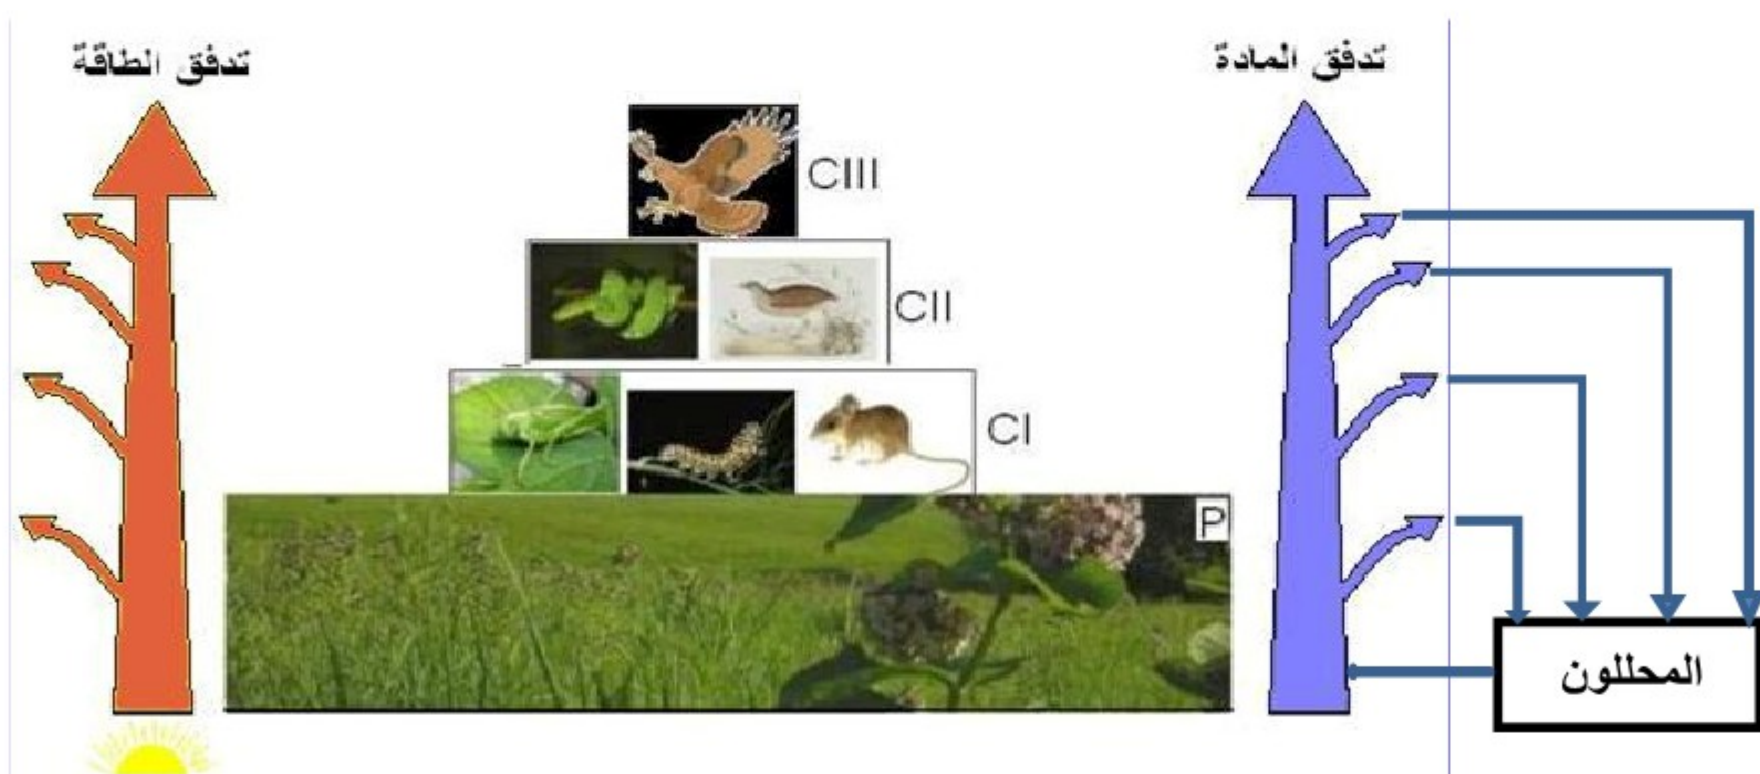 تدفق الطاقة
تدفق المادة
CIII
CII
CI
P
المحللون